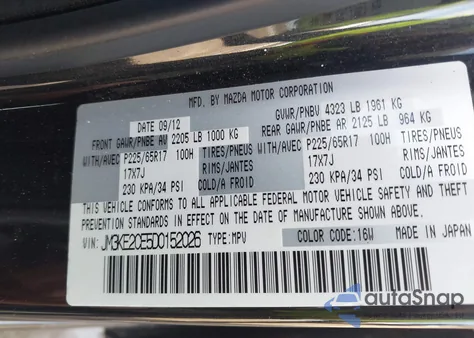 MFD. BY MAZDA MOTOR CORPORATION
DATE 09/12 GVWR/PNBV 4323 LB 1961 KG
FRONT GAWR/PNBE AV 2205 LB 1000 KG REAR GAWR/PNBE AR 2125 LB 964 KG
WITH/AVEC P225/65R17 100H TIRES/PNEUS WITH/AVEC P225/65R17 100H TIRES/PNEUS
17X7J RIMS/JANTES 17X7J RIMS/JANTES
230 KPA/34 PSI COLD/A FROID 230 KPA/34 PSI COLD/A FROID
THIS VEHICLE CONFORMS TO ALL APPLICABLE FEDERAL MOTOR VEHICLE SAFETY AND THEFT
PREVENTION STANDARDS IN EFFECT ON THE DATE OF MANUFACTURE SHOWN ABOVE.
VIN: JM3KE2CE5D0152026 TYPE:MPV COLOR CODE:16W MADE IN JAPAN
autoSnap